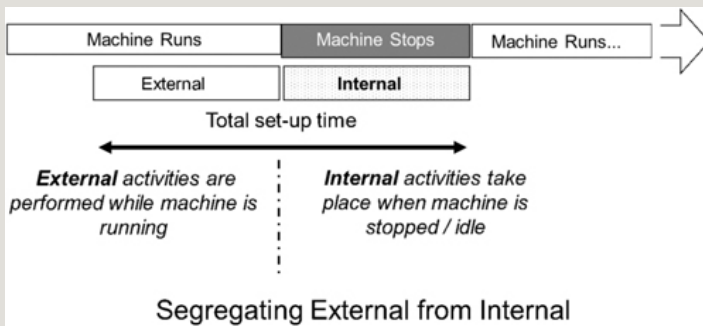 Machine Runs
Machine Stops
Machine Runs...
External
Internal
Total set-up time
External activities are
performed while machine is
running
Internal activities take
place when machine is
stopped / idle
Segregating External from Internal